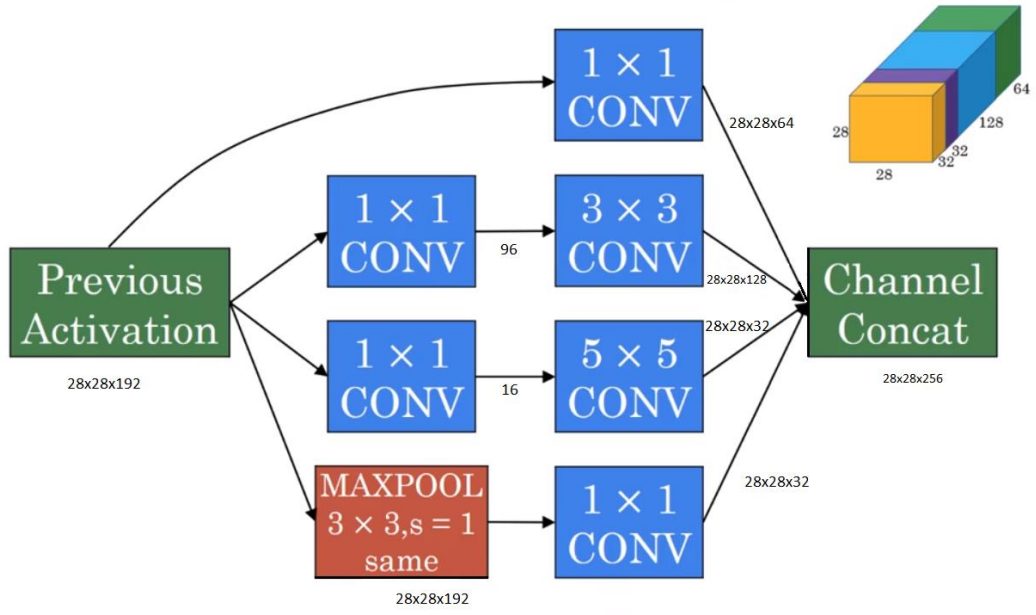 1 × 1
CONV
28x28x64
28
28
32
32
128
64
1 × 1
CONV
96
3 × 3
CONV
28x28x128
Previous
Activation
28x28x192
Channel
Concat
28x28x256
1 × 1
CONV
16
5 × 5
CONV
28x28x32
MAXPOOL
3 × 3,s = 1
same
28x28x192
1 × 1
CONV
28x28x32